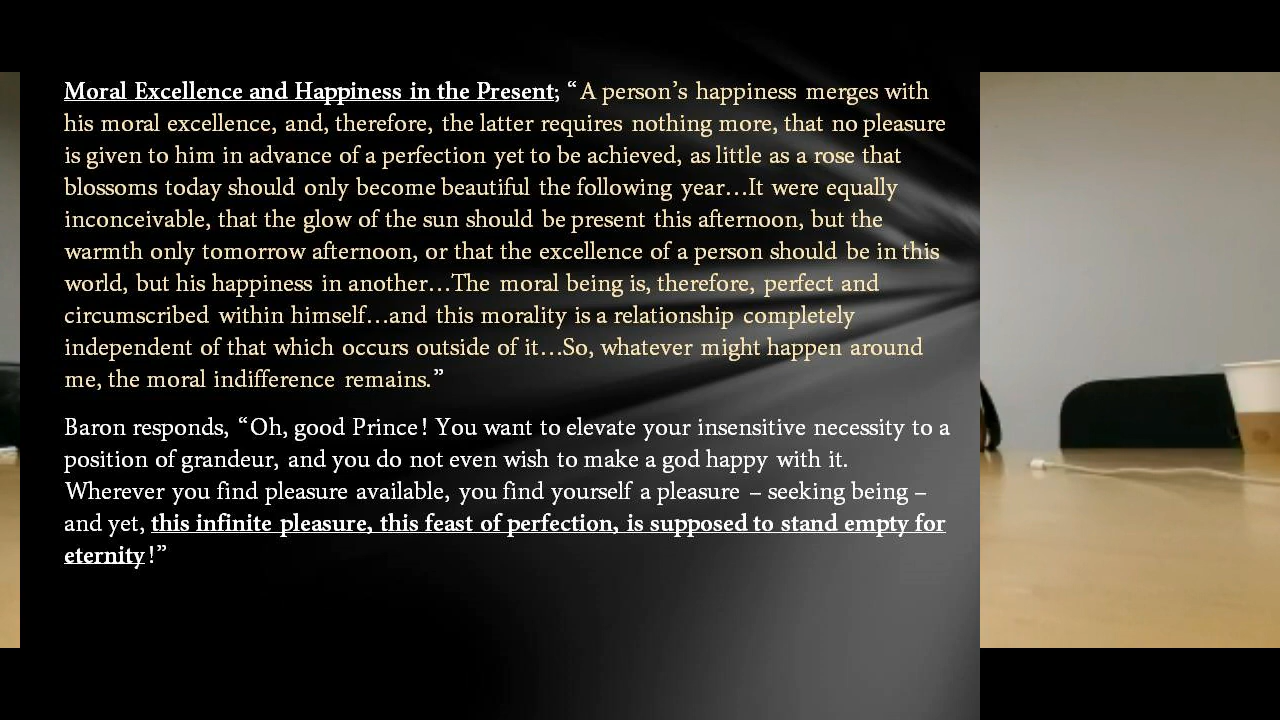 Moral Excellence and Happiness in the Present; “A person’s happiness merges with
his moral excellence, and, therefore, the latter requires nothing more, that no pleasure
is given to him in advance of a perfection yet to be achieved, as little as a rose that
blossoms today should only become beautiful the following year…It were equally
inconceivable, that the glow of the sun should be present this afternoon, but the
warmth only tomorrow afternoon, or that the excellence of a person should be in this
world, but his happiness in another…The moral being is, therefore, perfect and
circumscribed within himself…and this morality is a relationship completely
independent of that which occurs outside of it…So, whatever might happen around
me, the moral indifference remains.”
Baron responds, “Oh, good Prince! You want to elevate your insensitive necessity to a
position of grandeur, and you do not even wish to make a god happy with it.
Wherever you find pleasure available, you find yourself a pleasure – seeking being –
and yet, this infinite pleasure, this feast of perfection, is supposed to stand empty for
eternity!”